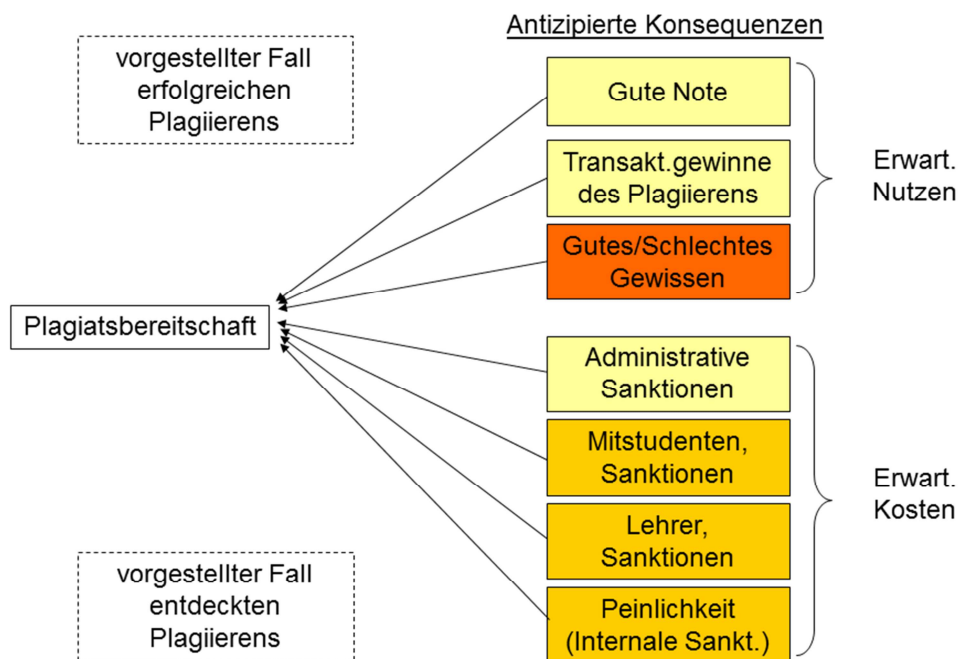 Antizipierte Konsequenzen
vorgestellter Fall
erfolgreichen
Plagiierens
Gute Note
Transakt.gewinne
des Plagiierens
Gutes/Schlechtes
Gewissen
Erwart.
Nutzen
Plagiatsbereitschaft
Administrative
Sanktionen
Mitstudenten,
Sanktionen
Lehrer,
Sanktionen
Peinlichkeit
(Internale Sankt.)
Erwart.
Kosten
vorgestellter Fall
entdeckten
Plagiierens